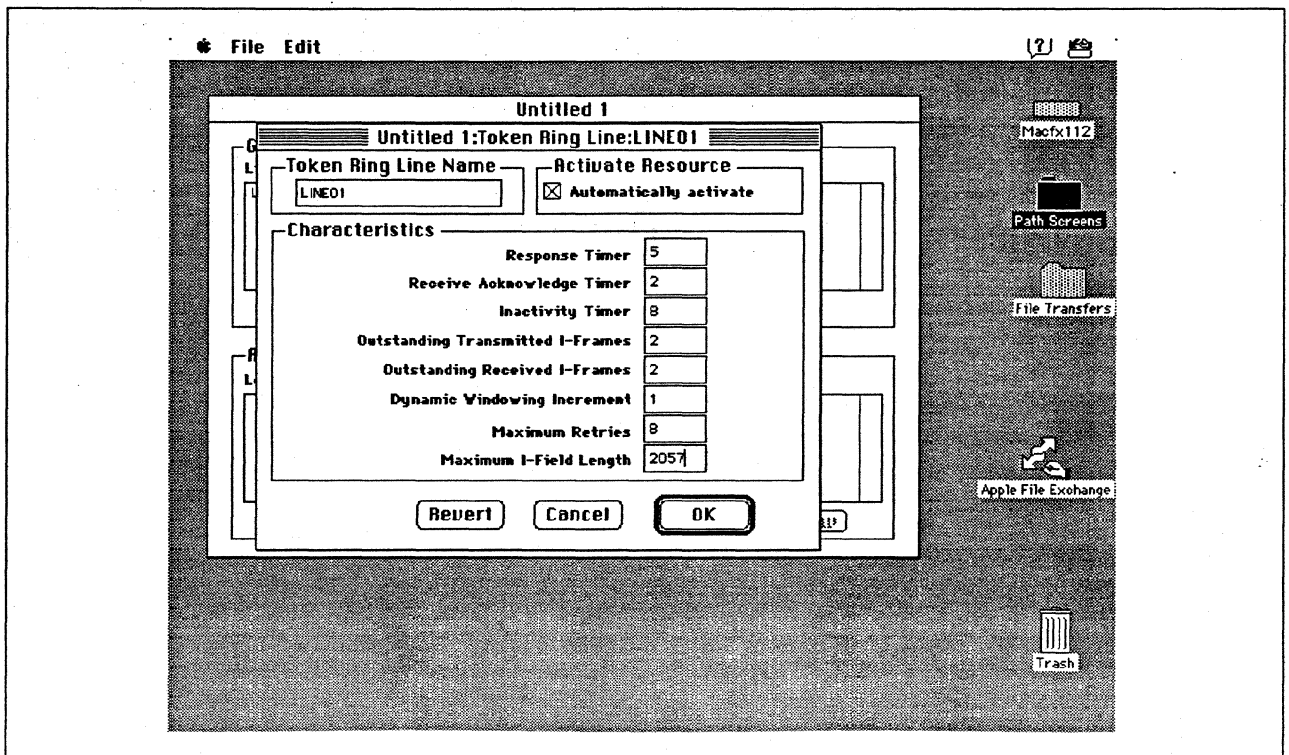 File Edit
Untitled 1
Macfx112
Untitled 1:Token Ring Line:LINE01
Token Ring Line Name
LINE01
Activate Resource
Automatically activate
Path Screens
Characteristics
Response Timer 5
Receive Acknowledge Timer 2
Inactivity Timer 8
File Transfers
Outstanding Transmitted I-Frames 2
Outstanding Received I-Frames 2
Dynamic Windowing Increment 1
Maximum Retries 8
Maximum I-Field Length 2057
Apple File Exchange
Revert Cancel OK
Trash